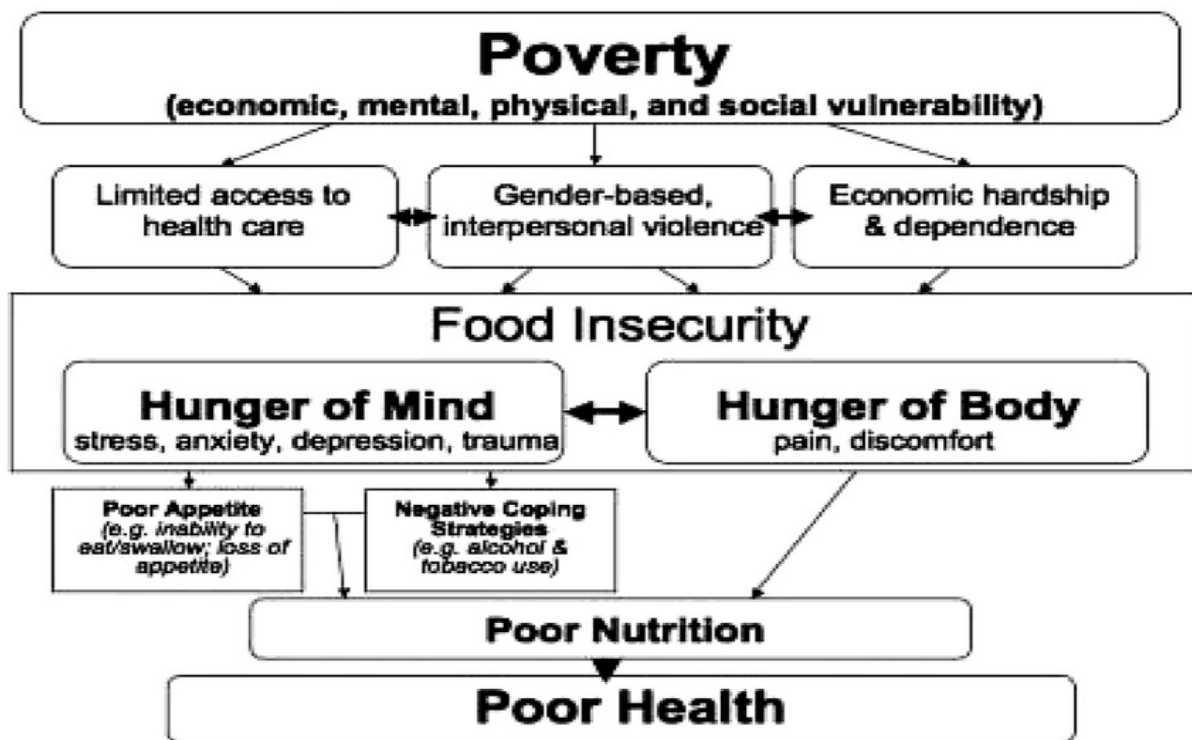 Poverty
(economic, mental, physical, and social vulnerability)
Limited access to
health care
Gender-based,
interpersonal violence
Economic hardship
& dependence
Food Insecurity
Hunger of Mind
stress, anxiety, depression, trauma
Hunger of Body
pain, discomfort
Poor Appetite
(e.g. inability to
eat/swallow; loss of
appetite)
Negative Coping
Strategies
(e.g. alcohol &
tobacco use)
Poor Nutrition
Poor Health